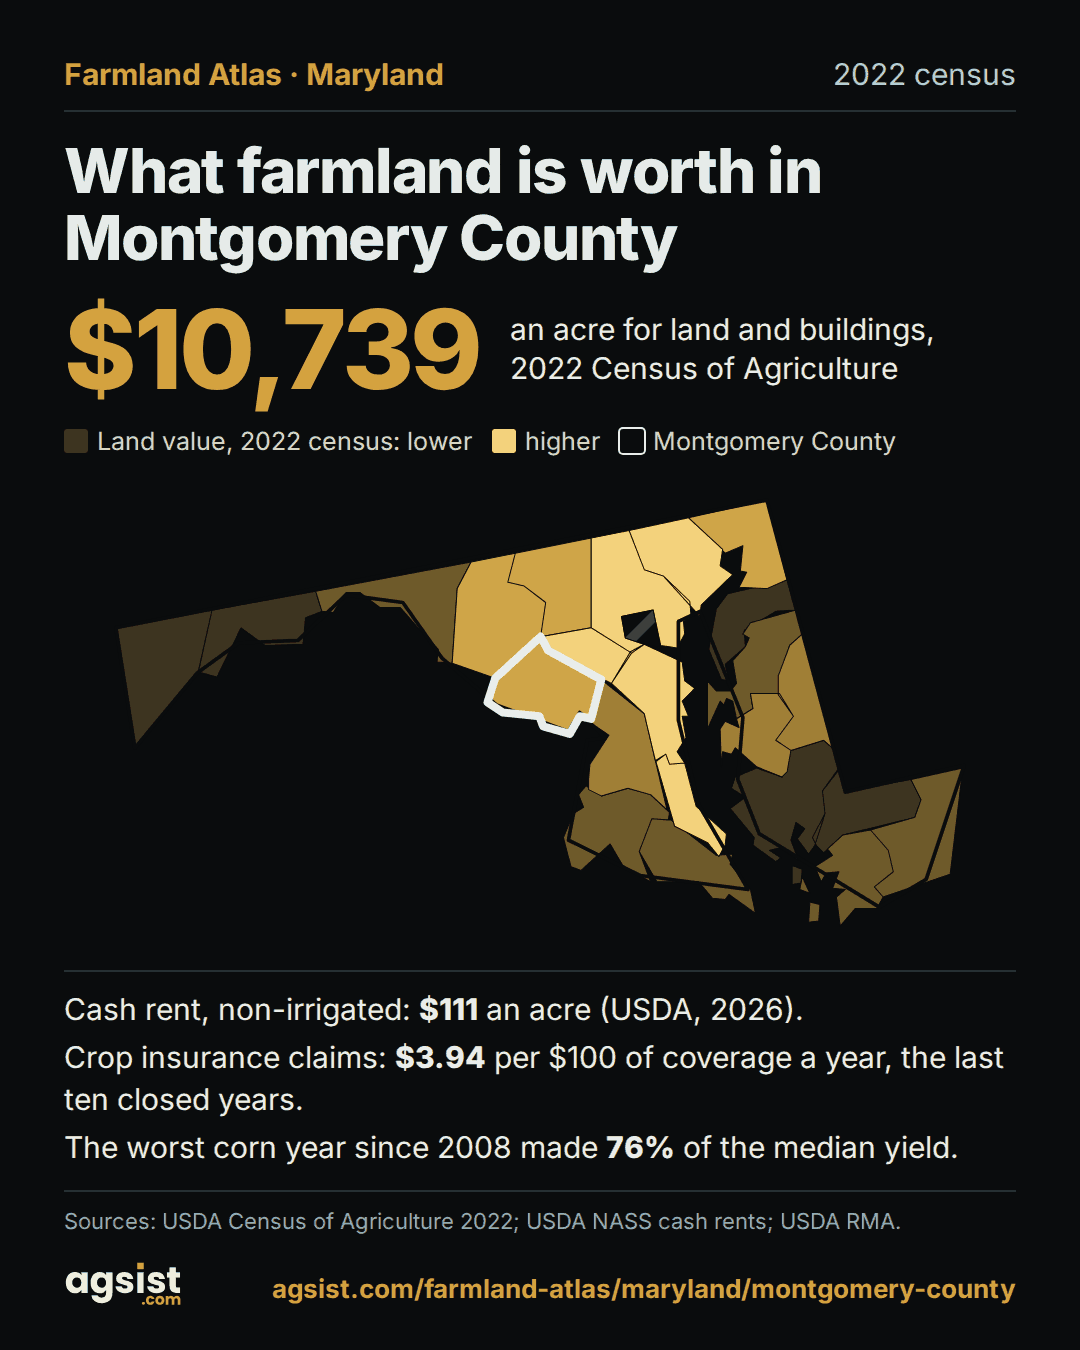 Farmland Atlas · Maryland
2022 census
What farmland is worth in
Montgomery County
$10,739
an acre for land and buildings,
2022 Census of Agriculture
Land value, 2022 census: lower
higher
Montgomery County
Cash rent, non-irrigated: $111 an acre (USDA, 2026).
Crop insurance claims: $3.94 per $100 of coverage a year, the last
ten closed years.
The worst corn year since 2008 made 76% of the median yield.
Sources: USDA Census of Agriculture 2022; USDA NASS cash rents; USDA RMA.
agsist
.com
agsist.com/farmland-atlas/maryland/montgomery-county